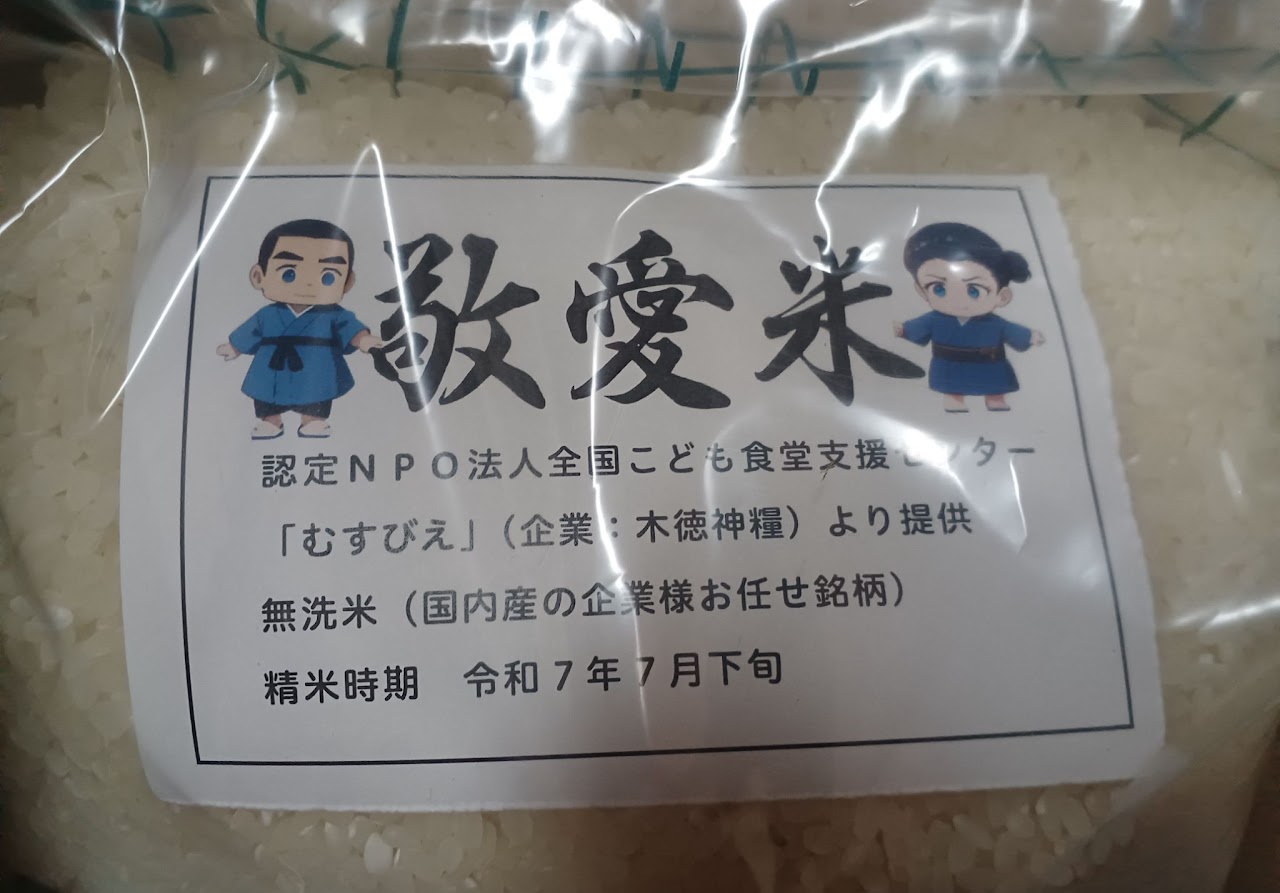 敬愛米
認定ＮＰＯ法人全国こども食堂支援センター
「むすびえ」（企業：木徳神糧）より提供
無洗米（国内産の企業様お任せ銘柄）
精米時期　令和７年７月下旬